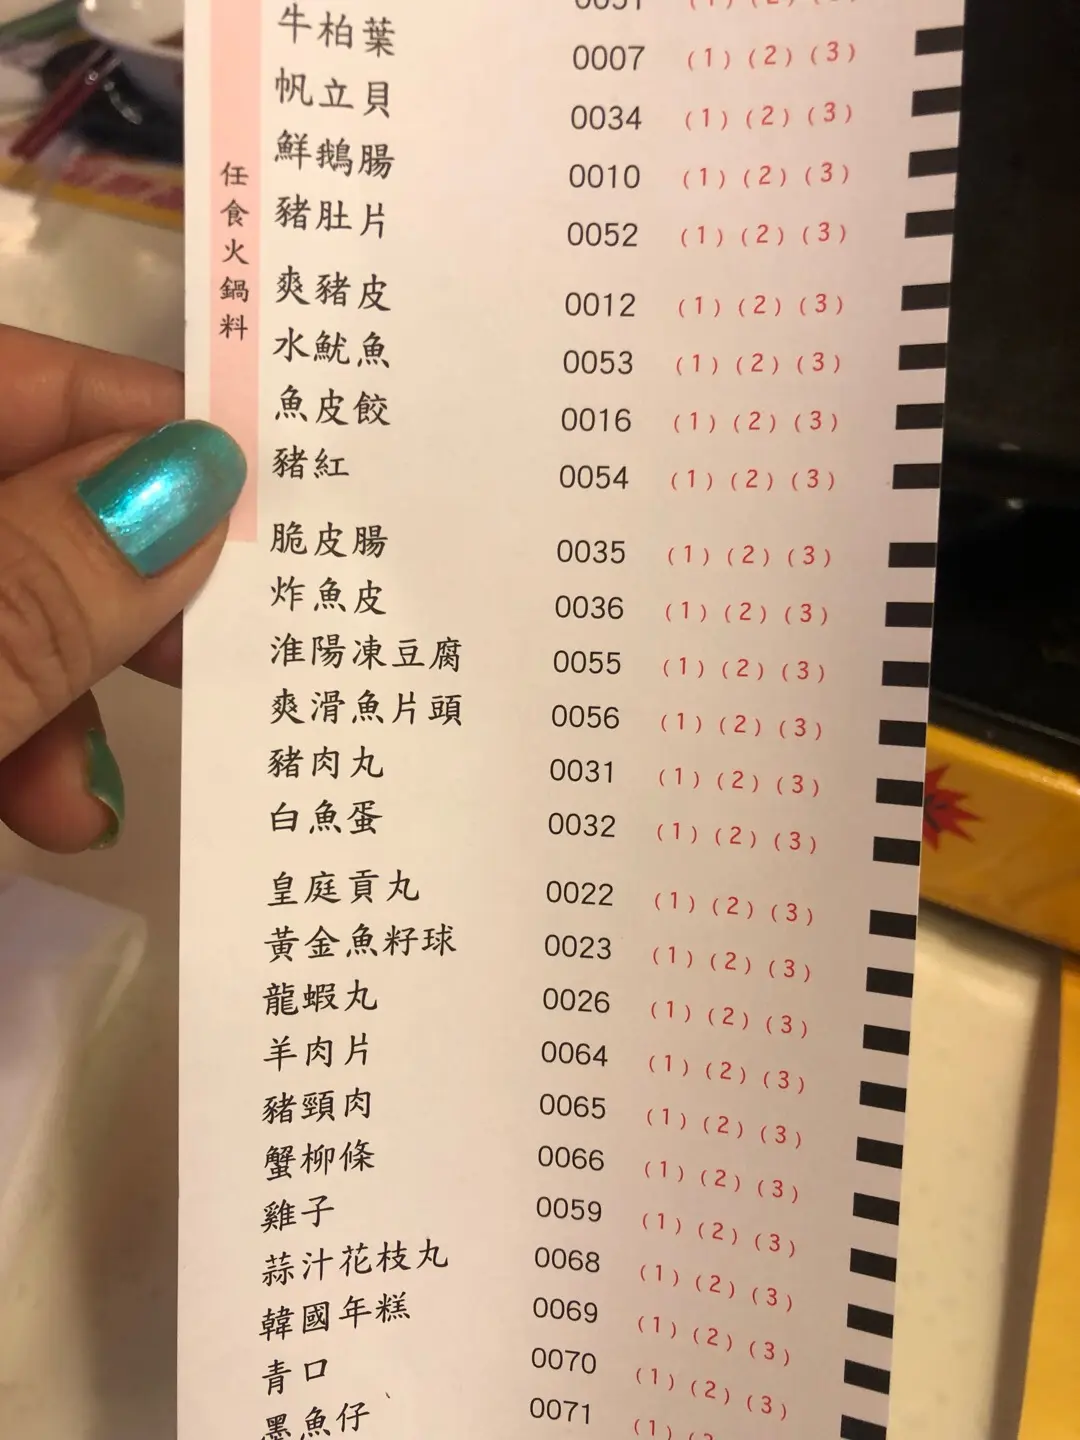 任食火鍋料
牛柏葉 0007 (1) (2) (3)
帆立貝 0034 (1) (2) (3)
鮮鵝腸 0010 (1) (2) (3)
豬肚片 0052 (1) (2) (3)
爽豬皮 0012 (1) (2) (3)
水魷魚 0053 (1) (2) (3)
魚皮餃 0016 (1) (2) (3)
豬紅 0054 (1) (2) (3)
脆皮腸 0035 (1) (2) (3)
炸魚皮 0036 (1) (2) (3)
淮陽凍豆腐 0055 (1) (2) (3)
爽滑魚片頭 0056 (1) (2) (3)
豬肉丸 0031 (1) (2) (3)
白魚蛋 0032 (1) (2) (3)
皇庭貢丸 0022 (1) (2) (3)
黃金魚籽球 0023 (1) (2) (3)
龍蝦丸 0026 (1) (2) (3)
羊肉片 0064 (1) (2) (3)
豬頸肉 0065 (1) (2) (3)
蟹柳條 0066 (1) (2) (3)
雞子 0059 (1) (2) (3)
蒜汁花枝丸 0068 (1) (2) (3)
韓國年糕 0069 (1) (2) (3)
青口 0070 (1) (2) (3)
墨魚仔 0071 (1)